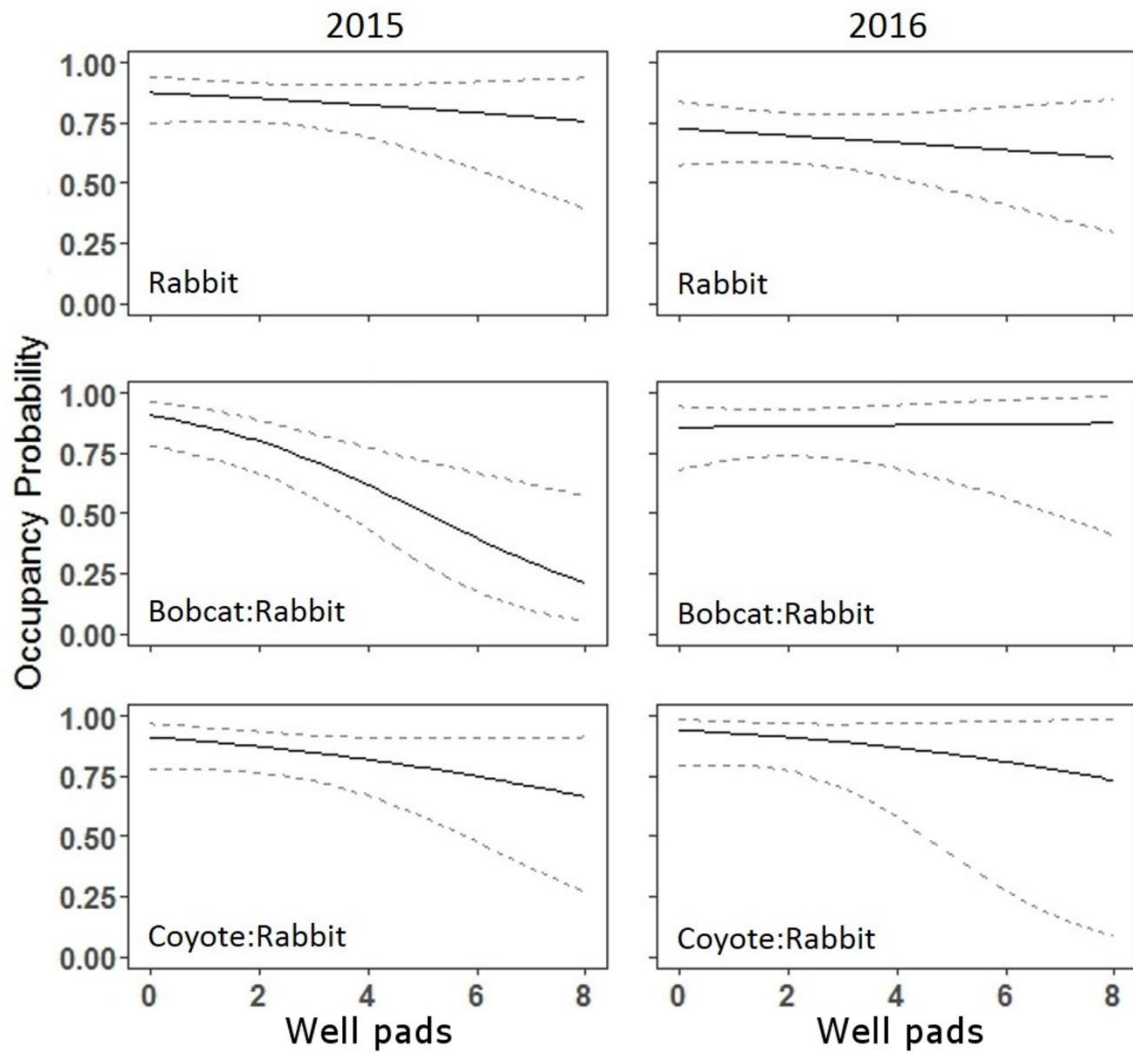 2015
2016
Occupancy Probability
1.00
0.75
0.50
0.25
0.00
Rabbit
Rabbit
1.00
0.75
0.50
0.25
0.00
Bobcat:Rabbit
Bobcat:Rabbit
1.00
0.75
0.50
0.25
0.00
Coyote:Rabbit
Coyote:Rabbit
0 2 4 6 8
0 2 4 6 8
Well pads
Well pads